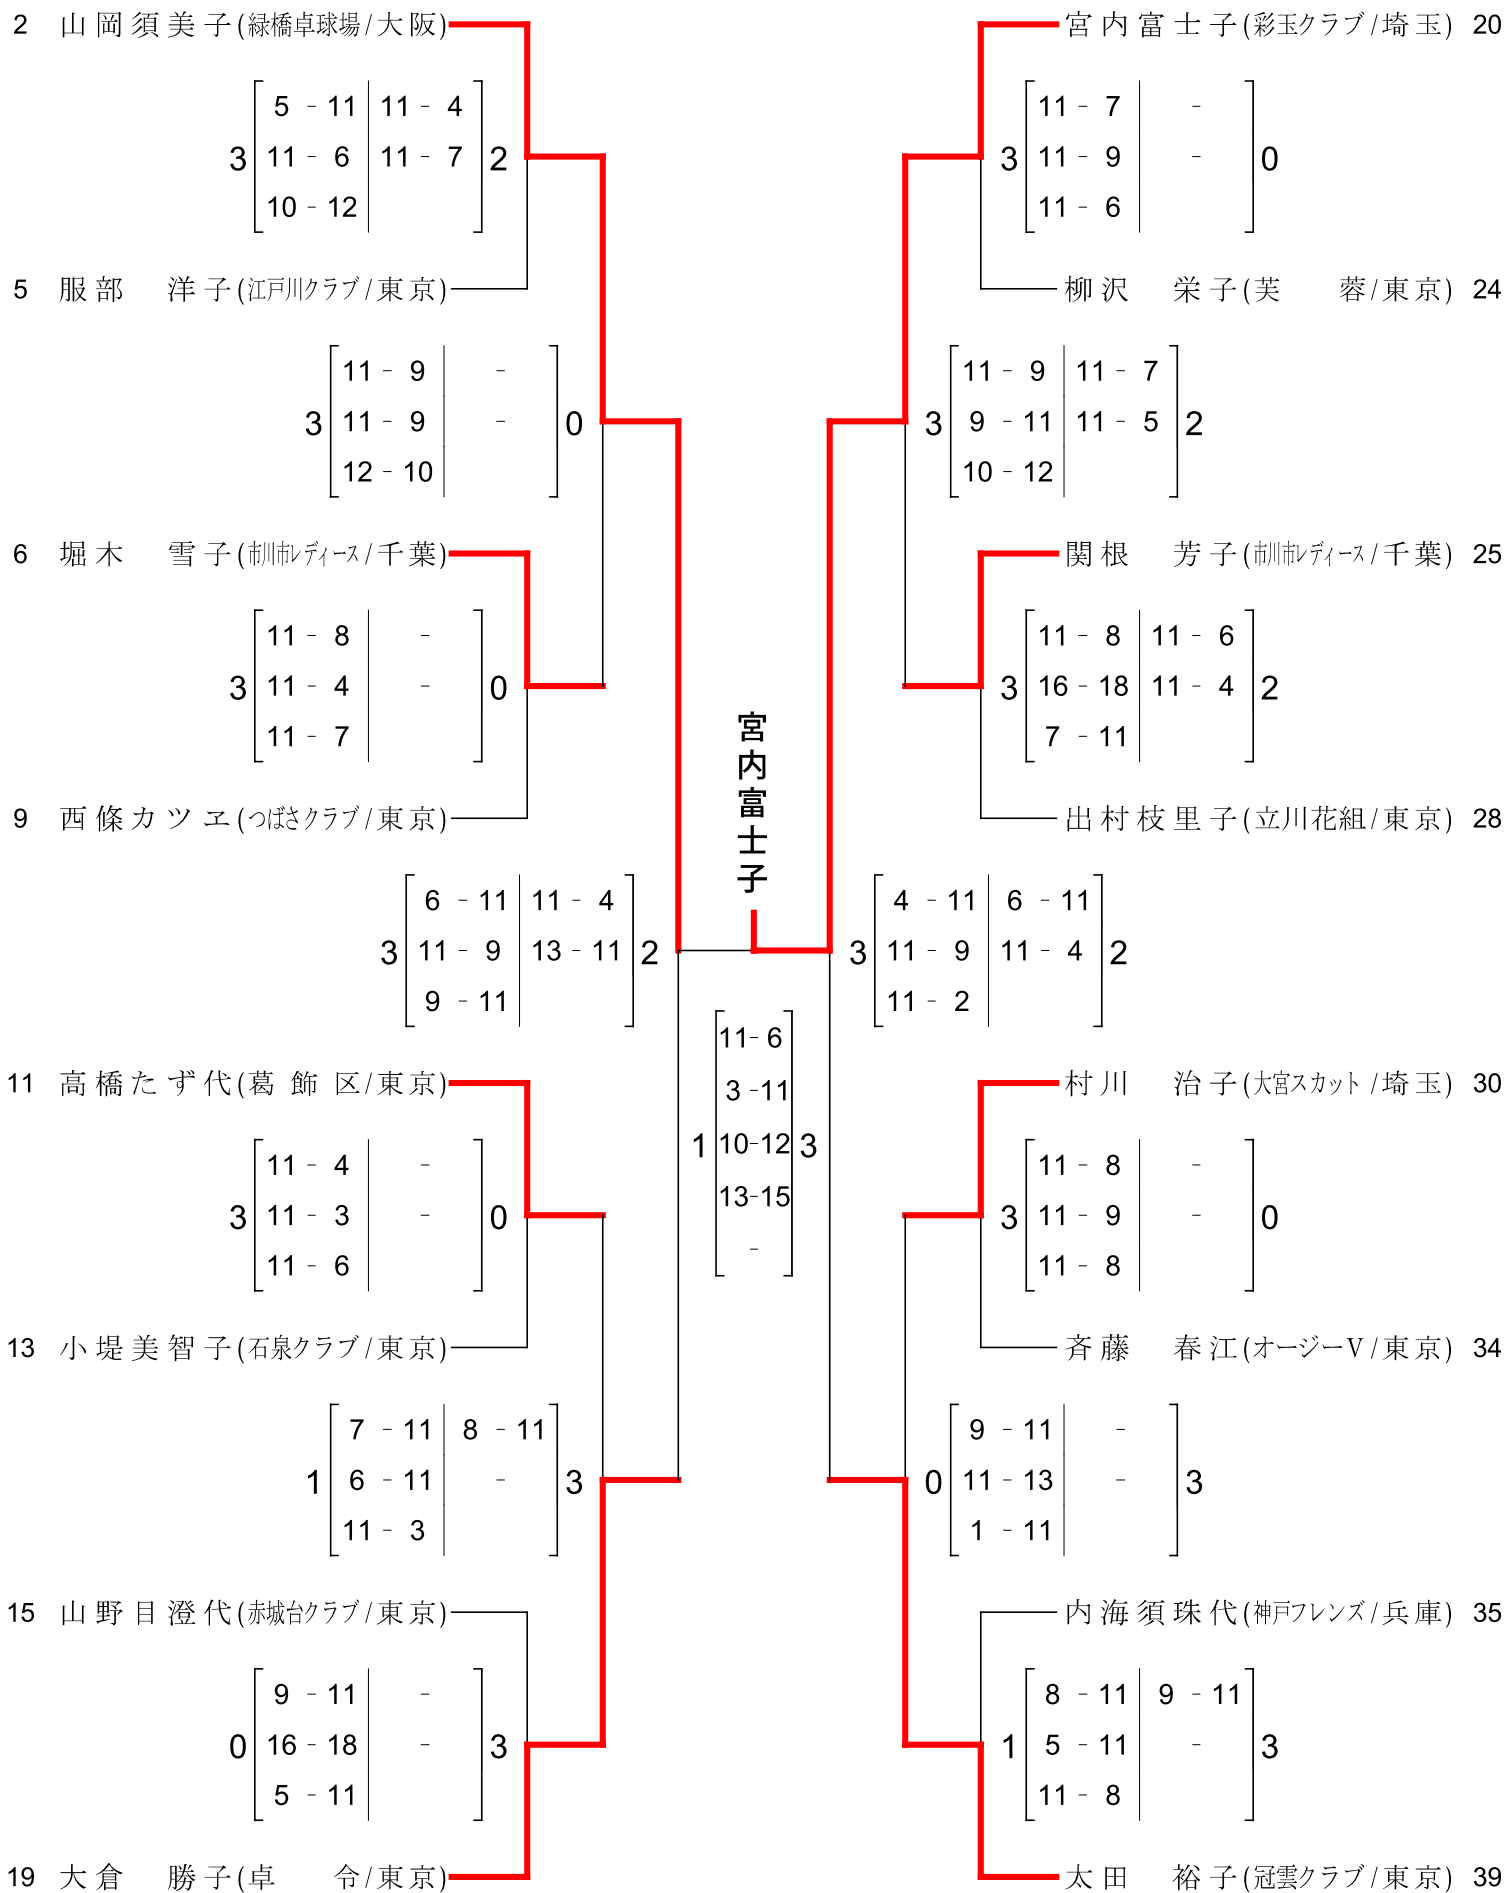 2 山岡須美子(緑橋卓球場/大阪)
5 - 11 11 - 4
3 11 - 6 11 - 7 2
10 - 12
5 服部 洋子(江戸川クラブ/東京)
11 - 9 -
3 11 - 9 - 0
12 - 10
6 堀木 雪子(市川市レディース/千葉)
11 - 8 -
3 11 - 4 - 0
11 - 7
9 西條カツヱ(つばさクラブ/東京)
6 - 11 11 - 4
3 11 - 9 13 - 11 2
9 - 11
11 高橋たず代(葛飾区/東京)
11 - 4 -
3 11 - 3 - 0
11 - 6
13 小堤美智子(石泉クラブ/東京)
7 - 11 8 - 11
1 6 - 11 - 3
11 - 3
15 山野目澄代(赤城台クラブ/東京)
9 - 11 -
0 16 - 18 - 3
5 - 11
19 大倉 勝子(卓 令/東京)
宮内富士子
11 - 6
3 - 11
1 10 - 12 3
13 - 15
-
宮内富士子(彩玉クラブ/埼玉) 20
11 - 7 -
3 11 - 9 - 0
11 - 6
柳沢 栄子(芙 蓉/東京) 24
11 - 9 11 - 7
3 9 - 11 11 - 5 2
10 - 12
関根 芳子(市川市レディース/千葉) 25
11 - 8 11 - 6
3 16 - 18 11 - 4 2
7 - 11
出村枝里子(立川花組/東京) 28
4 - 11 6 - 11
3 11 - 9 11 - 4 2
11 - 2
村川 治子(大宮スカット/埼玉) 30
11 - 8 -
3 11 - 9 - 0
11 - 8
斉藤 春江(オージーV/東京) 34
9 - 11 -
0 11 - 13 - 3
1 - 11
内海須珠代(神戸フレンズ/兵庫) 35
8 - 11 9 - 11
1 5 - 11 - 3
11 - 8
太田 裕子(冠雲クラブ/東京) 39